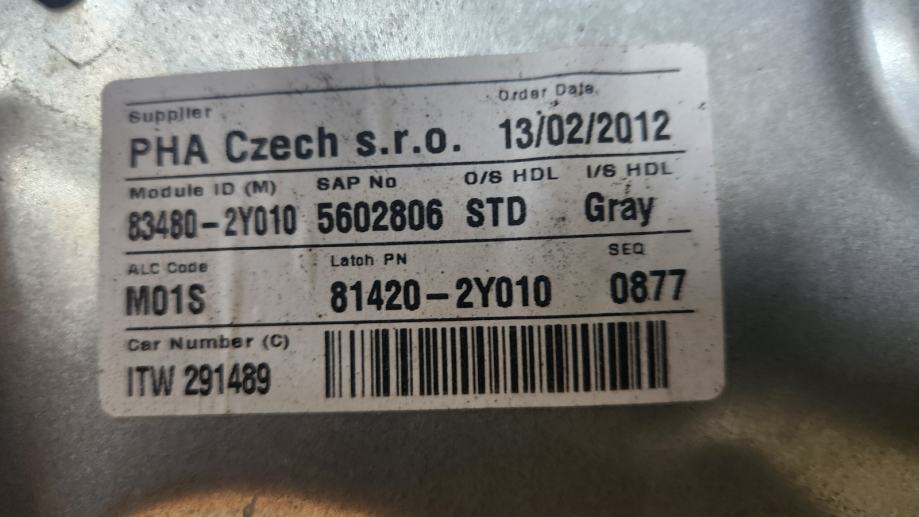 Supplier Order Date
PHA Czech s.r.o. 13/02/2012
Module ID (M) SAP No O/S HDL I/S HDL
83480-2Y010 5602806 STD Gray
ALC Code Latch PN SEQ
M01S 81420-2Y010 0877
Car Number (C)
ITW 291489